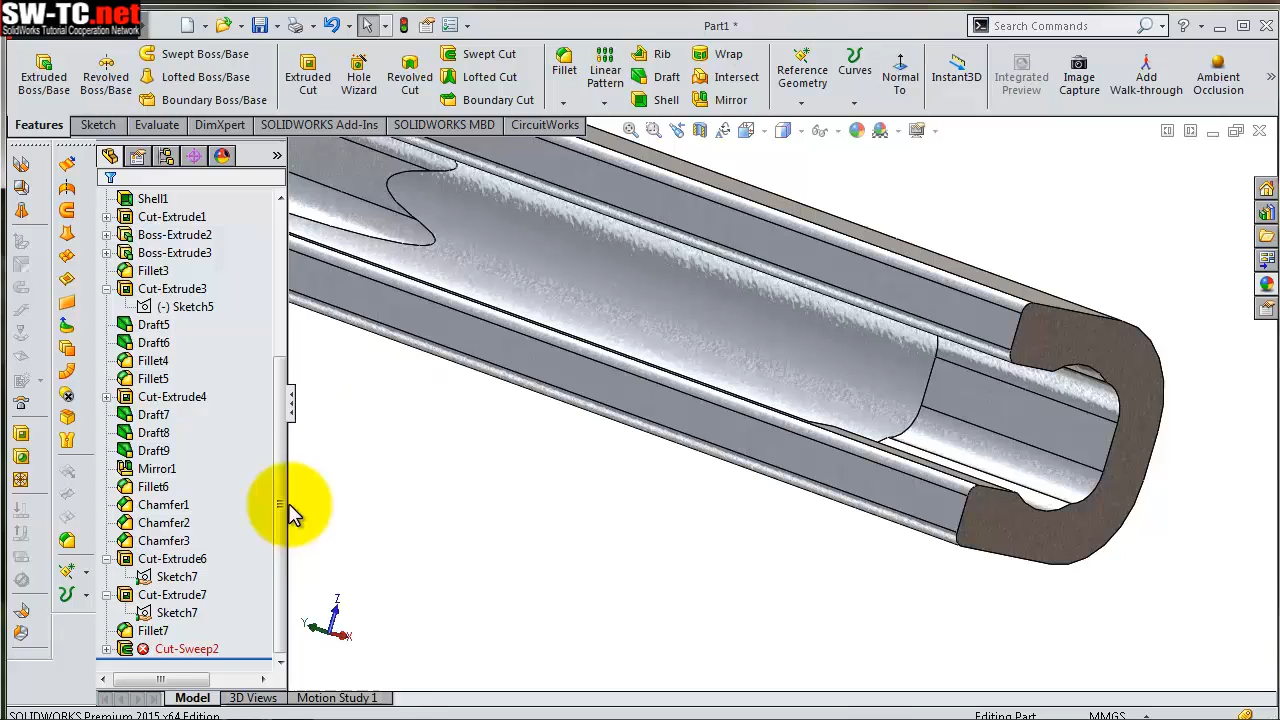 SW-TC.net
SolidWorks Tutorial Cooperation Network
Part1 *
Search Commands
Extruded Boss/Base
Revolved Boss/Base
Swept Boss/Base
Lofted Boss/Base
Boundary Boss/Base
Extruded Cut
Hole Wizard
Revolved Cut
Swept Cut
Lofted Cut
Boundary Cut
Fillet
Linear Pattern
Rib
Draft
Shell
Wrap
Intersect
Mirror
Reference Geometry
Curves
Normal To
Instant3D
Integrated Preview
Image Capture
Add Walk-through
Ambient Occlusion
Features
Sketch
Evaluate
DimXpert
SOLIDWORKS Add-Ins
SOLIDWORKS MBD
CircuitWorks
Shell1
Cut-Extrude1
Boss-Extrude2
Boss-Extrude3
Fillet3
Cut-Extrude3
(-) Sketch5
Draft5
Draft6
Fillet4
Fillet5
Cut-Extrude4
Draft7
Draft8
Draft9
Mirror1
Fillet6
Chamfer1
Chamfer2
Chamfer3
Cut-Extrude6
Sketch7
Cut-Extrude7
Sketch7
Fillet7
Cut-Sweep2
Z
Y
X
Model
3D Views
Motion Study 1
SOLIDWORKS Premium 2015 x64 Edition
Editing Part
MMGS